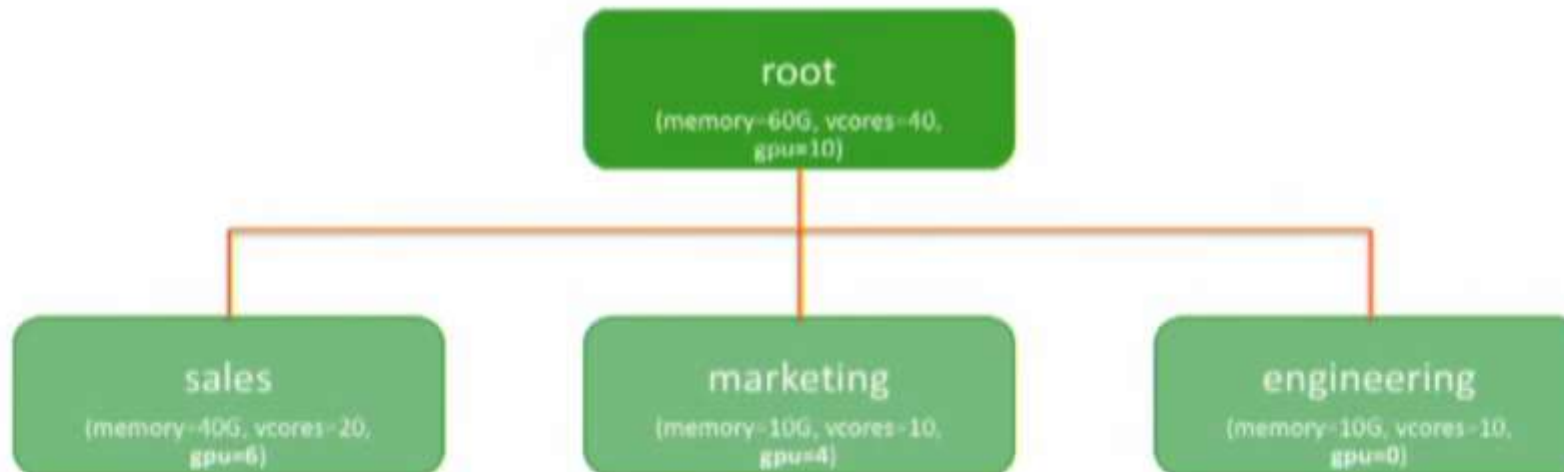 root
(memory=60G, vcores=40,
gpu=10)
sales
(memory=40G, vcores=20,
gpu=6)
marketing
(memory=10G, vcores=10,
gpu=4)
engineering
(memory=10G, vcores=10,
gpu=0)